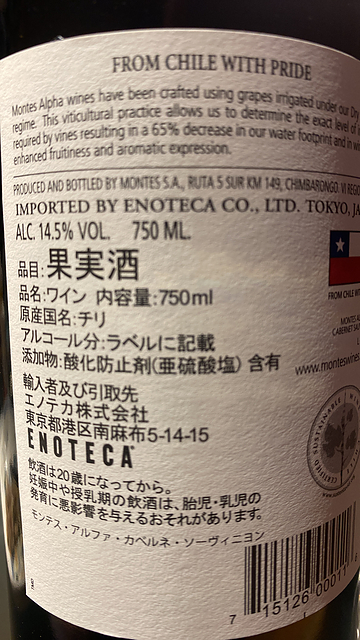 FROM CHILE WITH PRIDE
Montes Alpha wines have been crafted using grapes irrigated under our Dry
regime. This viticultural practice allows us to determine the exact level of
required by vines resulting in a 65% decrease in our water footprint and in
enhanced fruitiness and aromatic expression.
PRODUCED AND BOTTLED BY MONTES S.A., RUTA 5 SUR KM 149, CHIMBARONGO. VI REGI
IMPORTED BY ENOTECA CO., LTD. TOKYO, JA
ALC. 14.5% VOL. 750 ML.
品目:果実酒
品名:ワイン 内容量:750ml
原産国名:チリ
アルコール分:ラベルに記載
添加物:酸化防止剤(亜硫酸塩) 含有
FROM CHILE WITH
MONTES AL
CABERNET SAU
www.monteswines.
輸入者及び引取先
エノテカ株式会社
東京都港区南麻布5-14-15
ENOTECA
CERTIFIED SUSTAINABLE
飲酒は20歳になってから。
妊娠中や授乳期の飲酒は、胎児・乳児の
発育に悪影響を与えるおそれがあります。
モンテス・アルファ・カベルネ・ソーヴィニヨン
7 15126 00011